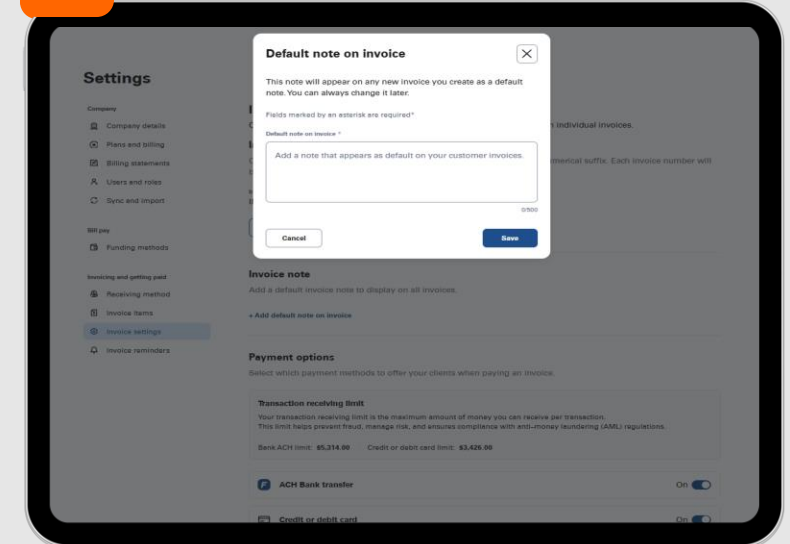 Settings
Company
Company details
Plans and billing
Billing statements
Users and roles
Sync and import
Bill pay
Funding methods
Invoicing and getting paid
Receiving method
Invoice items
Invoice settings
Invoice reminders
Default note on invoice
This note will appear on any new invoice you create as a default
note. You can always change it later.
Fields marked by an asterisk are required*
Default note on invoice *
Add a note that appears as default on your customer invoices.
0/500
Cancel
Save
individual invoices.
suffix. Each invoice number will
Invoice note
Add a default invoice note to display on all invoices.
+ Add default note on invoice
Payment options
Select which payment methods to offer your clients when paying an invoice.
Transaction receiving limit
Your transaction receiving limit is the maximum amount of money you can receive per transaction.
This limit helps prevent fraud, manage risk, and ensures compliance with anti-money laundering (AML) regulations.
Bank ACH limit: $5,314.00 Credit or debit card limit: $3,426.00
ACH Bank transfer On
Credit or debit card On